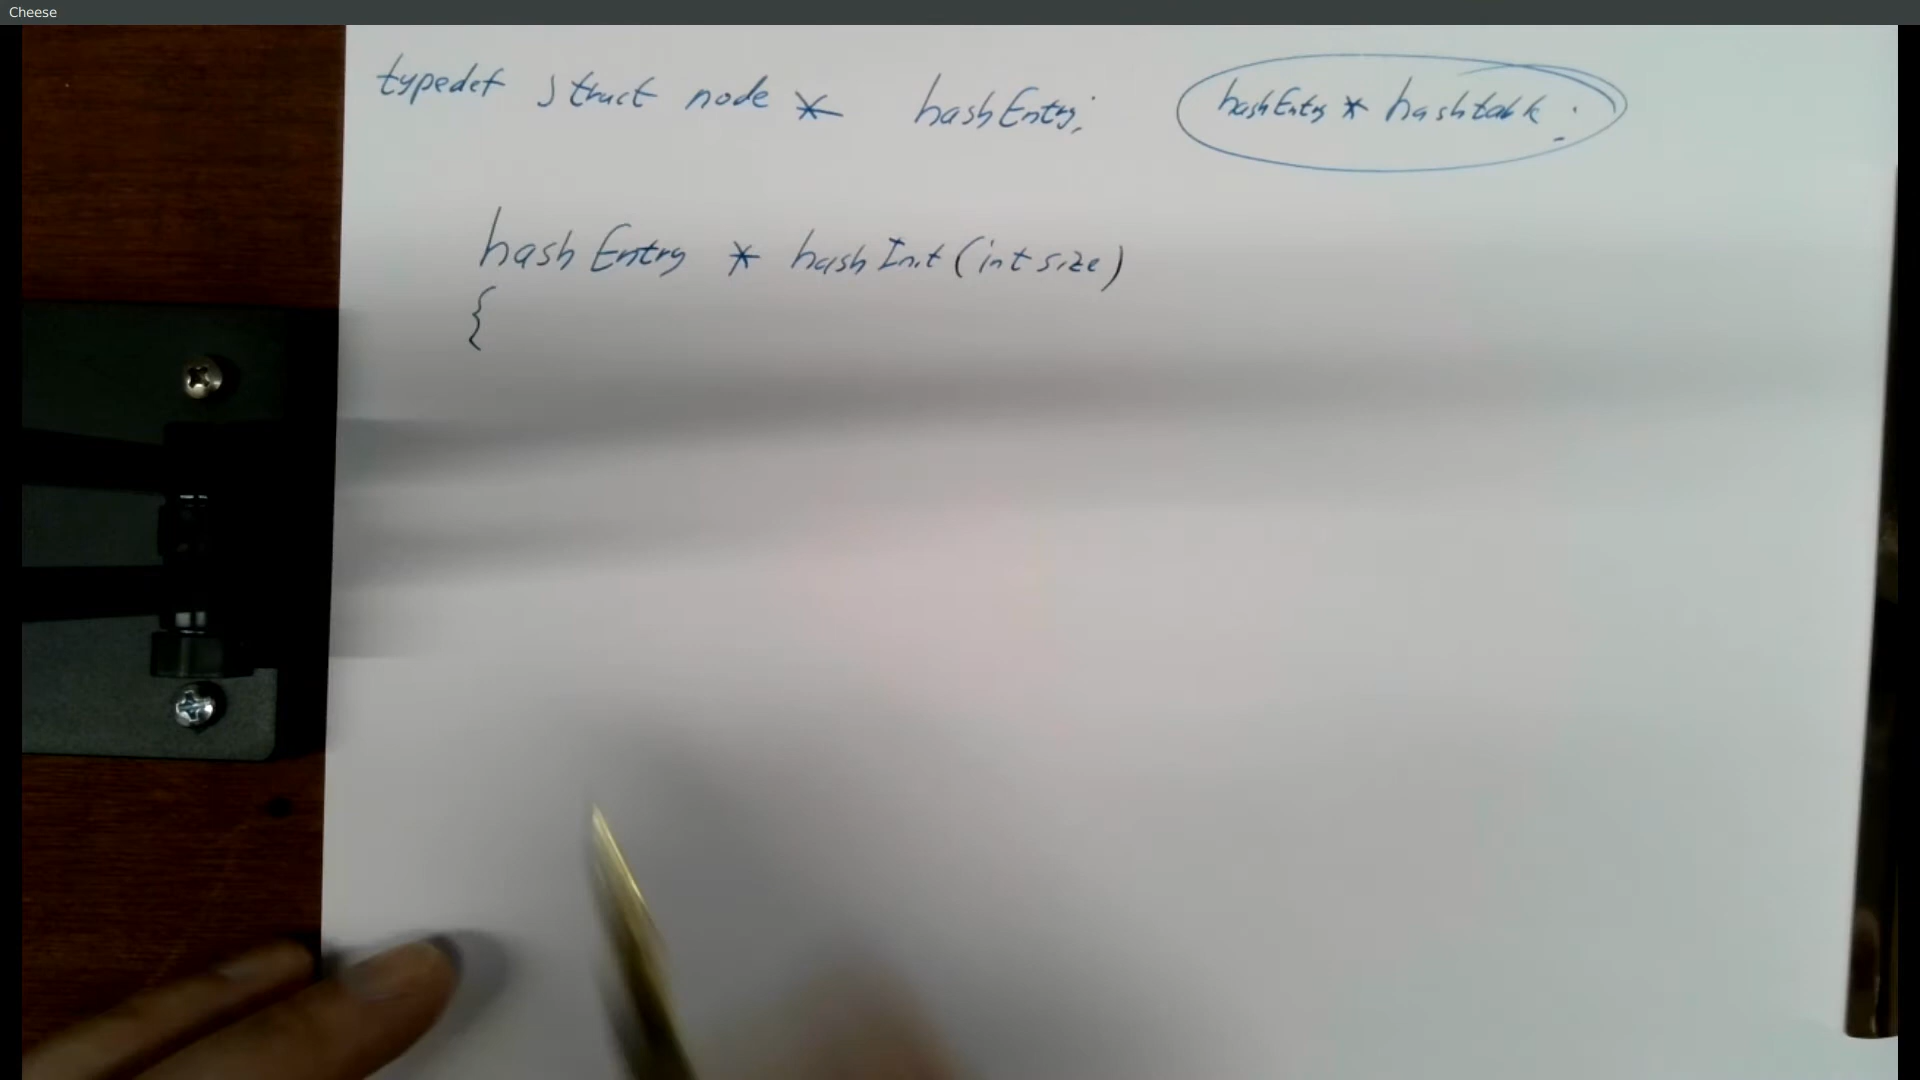 Cheese
typedef struct node * hashEntry; hashEntry * hashtable;
hashEntry * hashInit(int size)
{